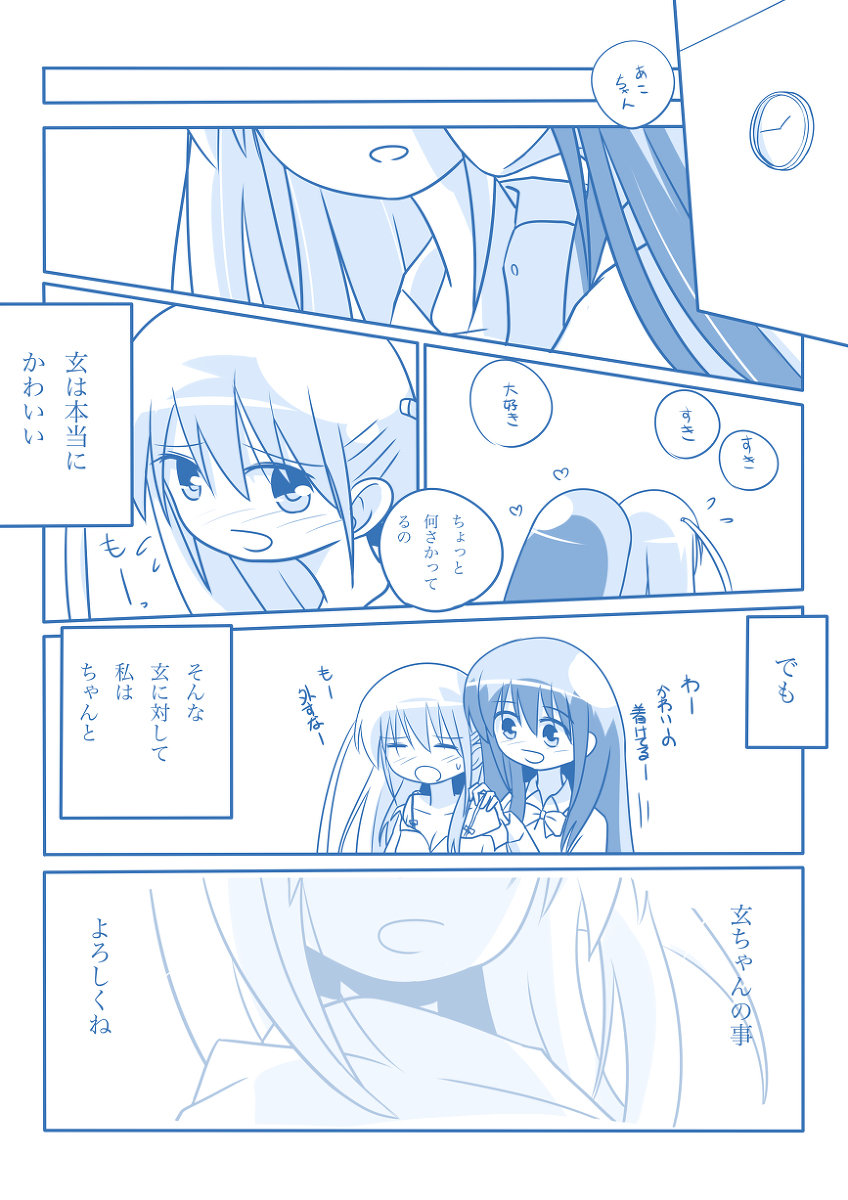 あこ
ちゃん
すき
すき
大好き
ちょっと
何さかって
るの
玄は本当に
かわいい
もー
でも
わー
かわいーの
着けてるー
もー
外すなー
そんな
玄に対して
私は
ちゃんと
玄ちゃんの事
よろしくね